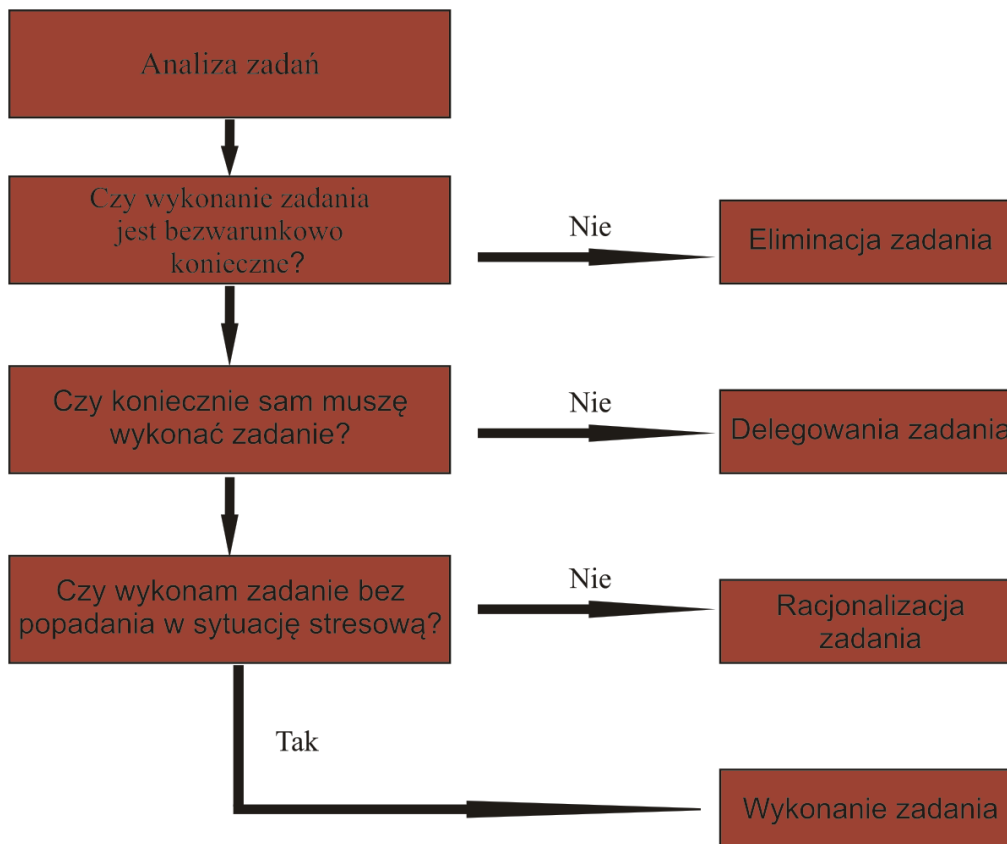 Analiza zadań
Czy wykonanie zadania
jest bezwarunkowo
konieczne?
Nie
Eliminacja zadania
Czy koniecznie sam muszę
wykonać zadanie?
Nie
Delegowania zadania
Czy wykonam zadanie bez
popadania w sytuację stresową?
Nie
Racjonalizacja
zadania
Tak
Wykonanie zadania